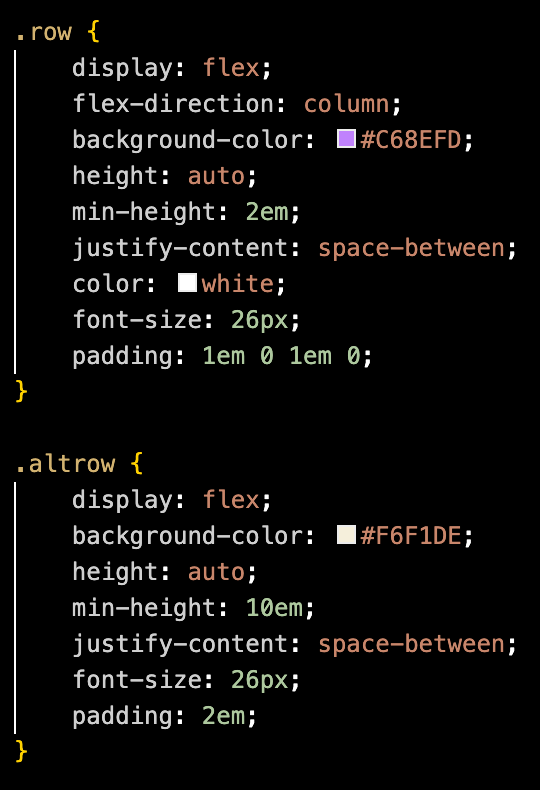 .row {
    display: flex;
    flex-direction: column;
    background-color: #C68EFD;
    height: auto;
    min-height: 2em;
    justify-content: space-between;
    color: white;
    font-size: 26px;
    padding: 1em 0 1em 0;
}

.altrow {
    display: flex;
    background-color: #F6F1DE;
    height: auto;
    min-height: 10em;
    justify-content: space-between;
    font-size: 26px;
    padding: 2em;
}